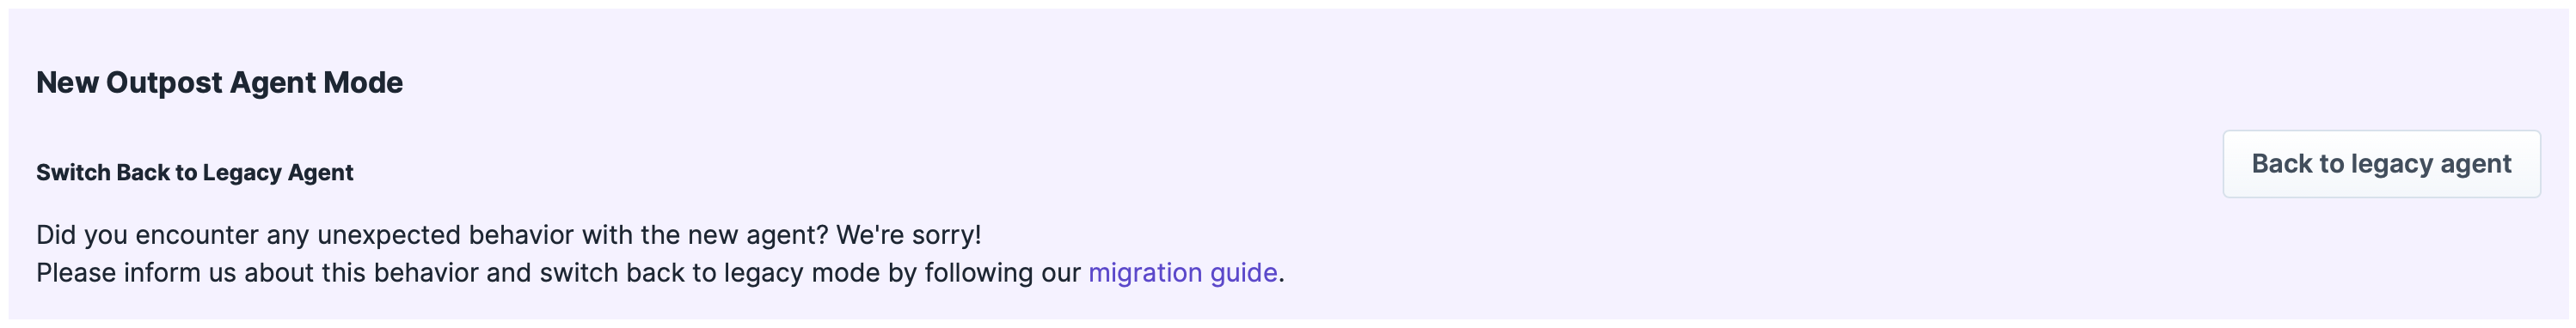 New Outpost Agent Mode
Switch Back to Legacy Agent
Back to legacy agent
Did you encounter any unexpected behavior with the new agent? We're sorry!
Please inform us about this behavior and switch back to legacy mode by following our migration guide.